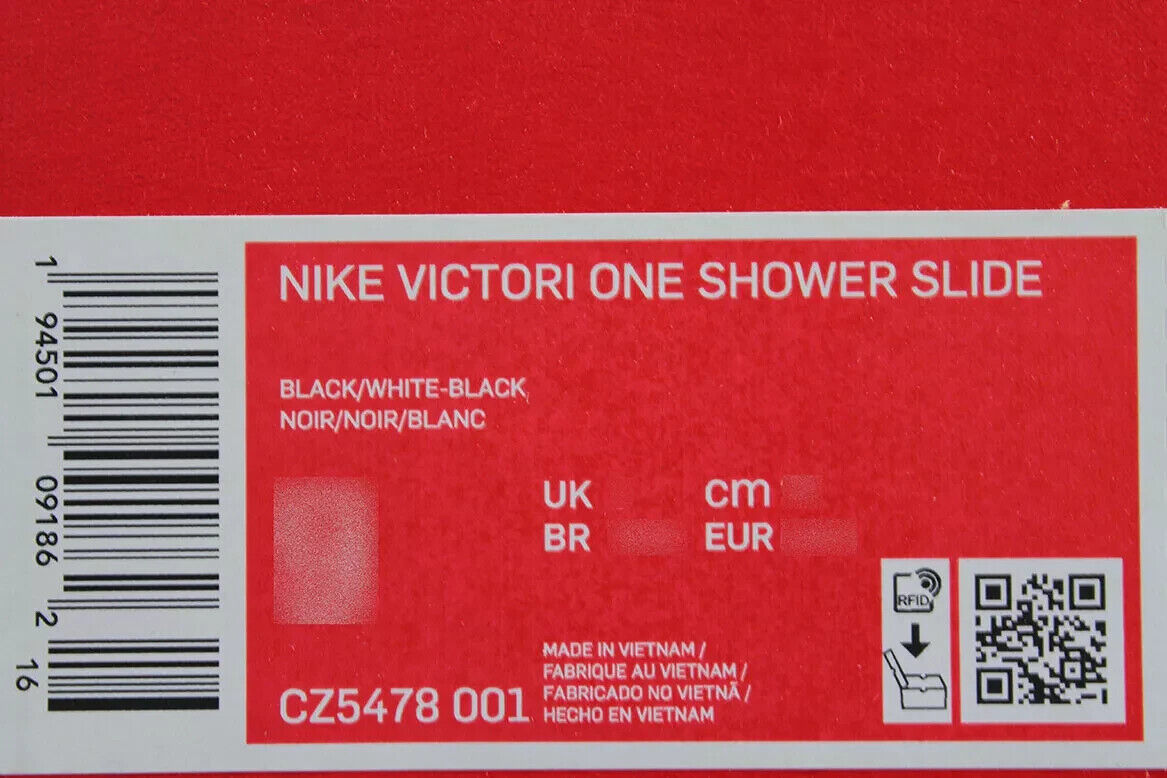 NIKE VICTORI ONE SHOWER SLIDE
BLACK/WHITE-BLACK
NOIR/NOIR/BLANC
UK cm
BR EUR
RFID
MADE IN VIETNAM /
FABRIQUE AU VIETNAM /
FABRICADO NO VIETNÃ /
HECHO EN VIETNAM
CZ5478 001
1 94501 09186 2
16